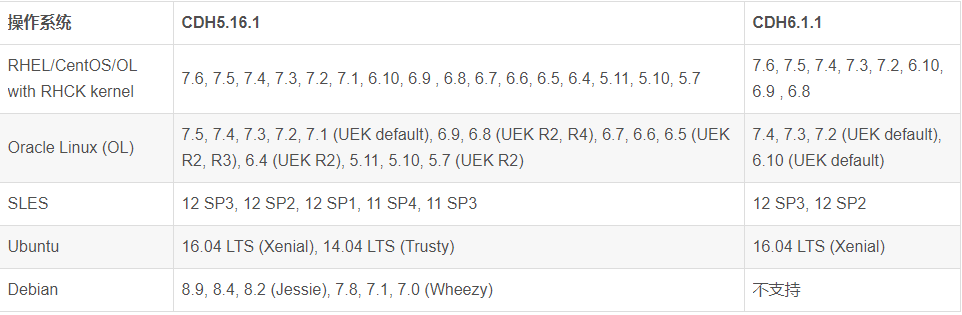 操作系统 CDH5.16.1 CDH6.1.1
RHEL/CentOS/OL
with RHCK kernel
7.6, 7.5, 7.4, 7.3, 7.2, 7.1, 6.10, 6.9 , 6.8, 6.7, 6.6, 6.5, 6.4, 5.11, 5.10, 5.7
7.6, 7.5, 7.4, 7.3, 7.2, 6.10,
6.9 , 6.8
Oracle Linux (OL)
7.5, 7.4, 7.3, 7.2, 7.1 (UEK default), 6.9, 6.8 (UEK R2, R4), 6.7, 6.6, 6.5 (UEK
R2, R3), 6.4 (UEK R2), 5.11, 5.10, 5.7 (UEK R2)
7.4, 7.3, 7.2 (UEK default),
6.10 (UEK default)
SLES 12 SP3, 12 SP2, 12 SP1, 11 SP4, 11 SP3 12 SP3, 12 SP2
Ubuntu 16.04 LTS (Xenial), 14.04 LTS (Trusty) 16.04 LTS (Xenial)
Debian 8.9, 8.4, 8.2 (Jessie), 7.8, 7.1, 7.0 (Wheezy) 不支持